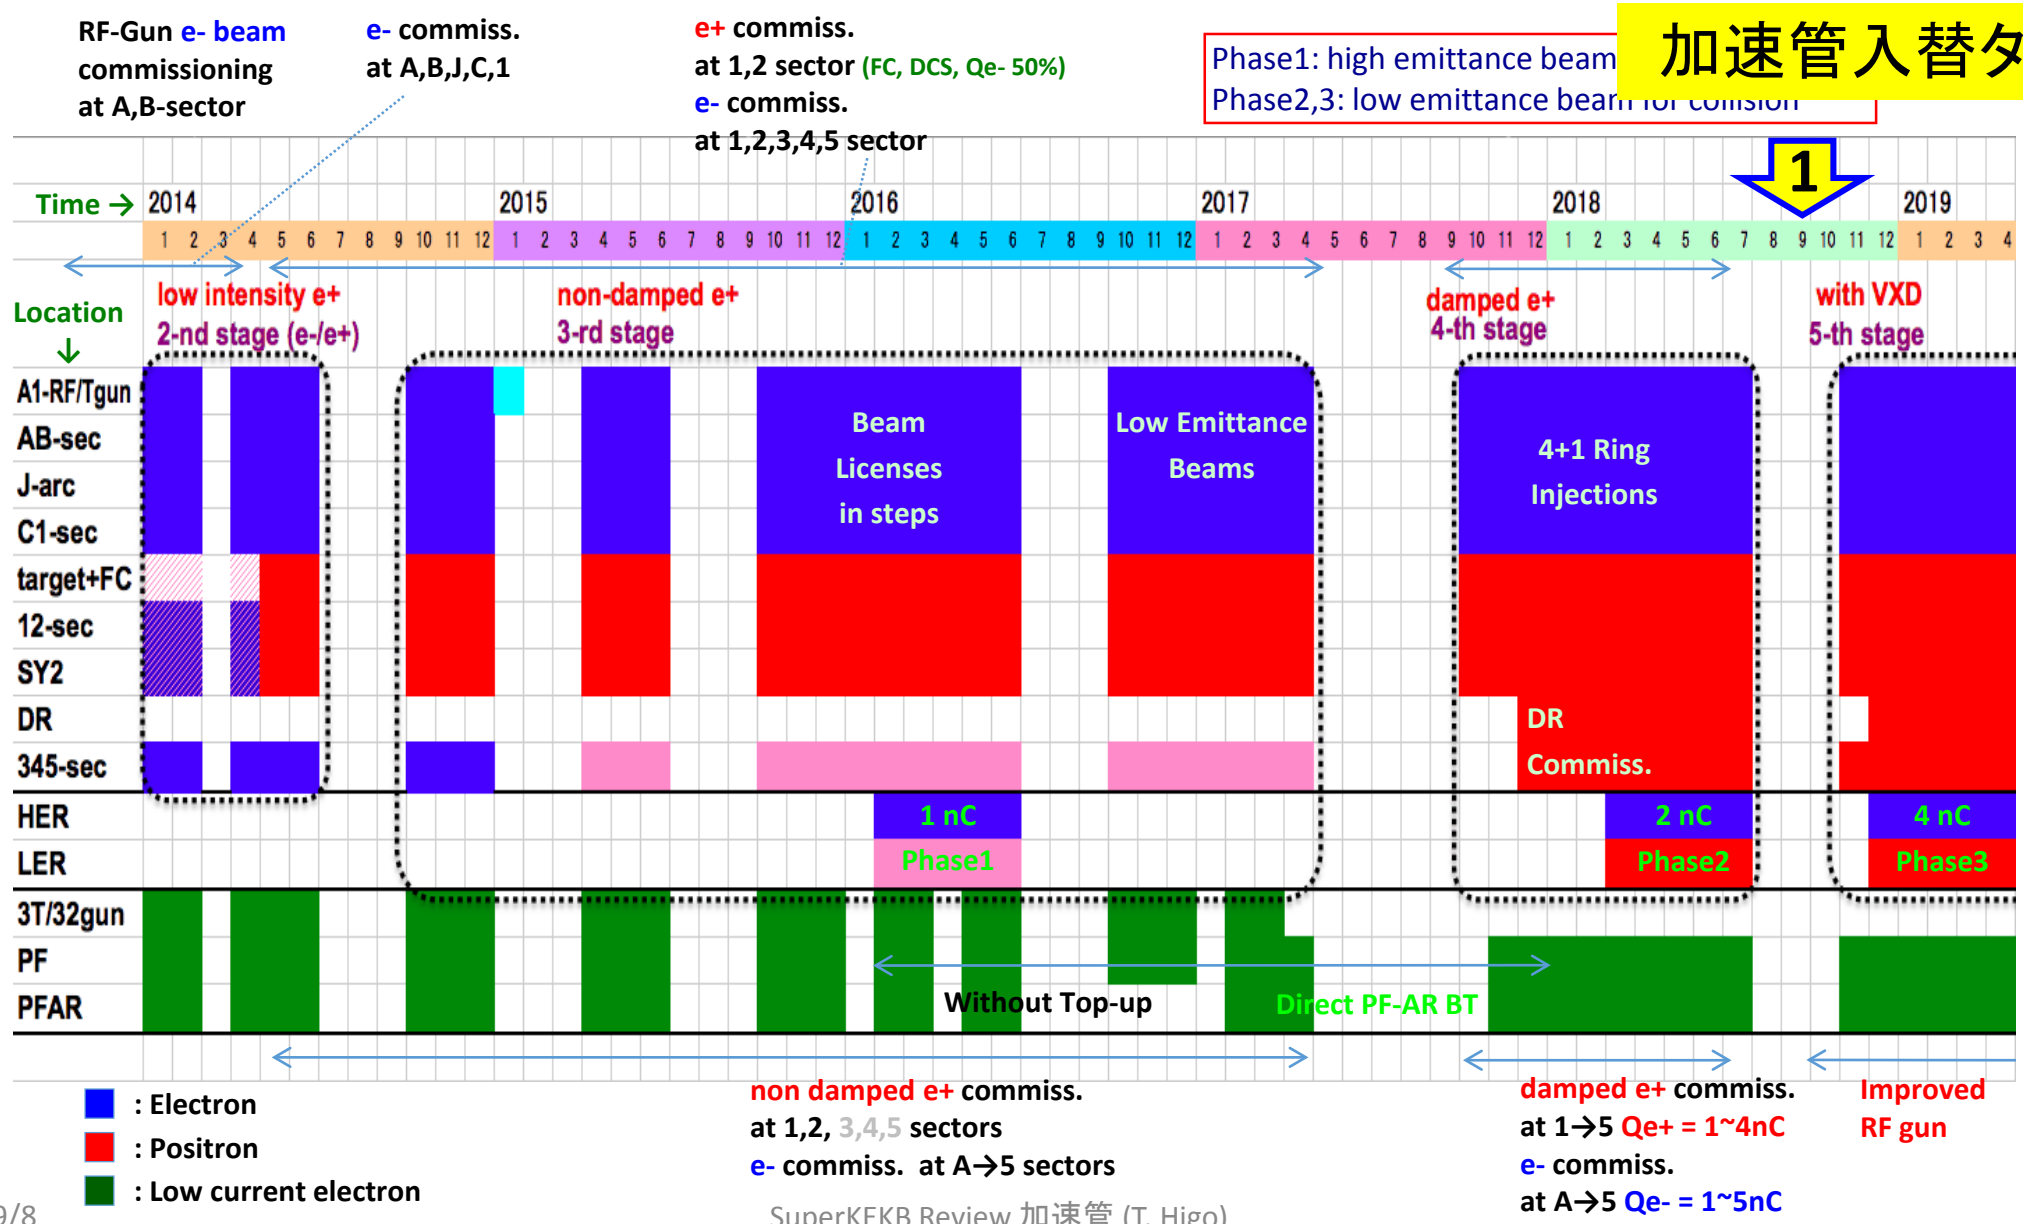 RF-Gun e- beam
commissioning
at A,B-sector
e- commiss.
at A,B,J,C,1
e+ commiss.
at 1,2 sector (FC, DCS, Qe- 50%)
e- commiss.
at 1,2,3,4,5 sector
Phase1: high emittance beam
Phase2,3: low emittance beam for collision
加速管入替タ
1
Time → 2014 2015 2016 2017 2018 2019
1 2 3 4 5 6 7 8 9 10 11 12 1 2 3 4 5 6 7 8 9 10 11 12 1 2 3 4 5 6 7 8 9 10 11 12 1 2 3 4 5 6 7 8 9 10 11 12 1 2 3 4 5 6 7 8 9 10 11 12 1 2 3 4
Location
↓
low intensity e+
2-nd stage (e-/e+)
non-damped e+
3-rd stage
damped e+
4-th stage
with VXD
5-th stage
A1-RF/Tgun
AB-sec
J-arc
C1-sec
target+FC
12-sec
SY2
DR
345-sec
HER
LER
3T/32gun
PF
PFAR
Beam
Licenses
in steps
Low Emittance
Beams
4+1 Ring
Injections
DR
Commiss.
1 nC
Phase1
2 nC
Phase2
4 nC
Phase3
Without Top-up
Direct PF-AR BT
: Electron
: Positron
: Low current electron
non damped e+ commiss.
at 1,2, 3,4,5 sectors
e- commiss. at A→5 sectors
damped e+ commiss.
at 1→5 Qe+ = 1~4nC
e- commiss.
at A→5 Qe- = 1~5nC
Improved
RF gun
9/8
SuperKEKB Review 加速管 (T. Higo)